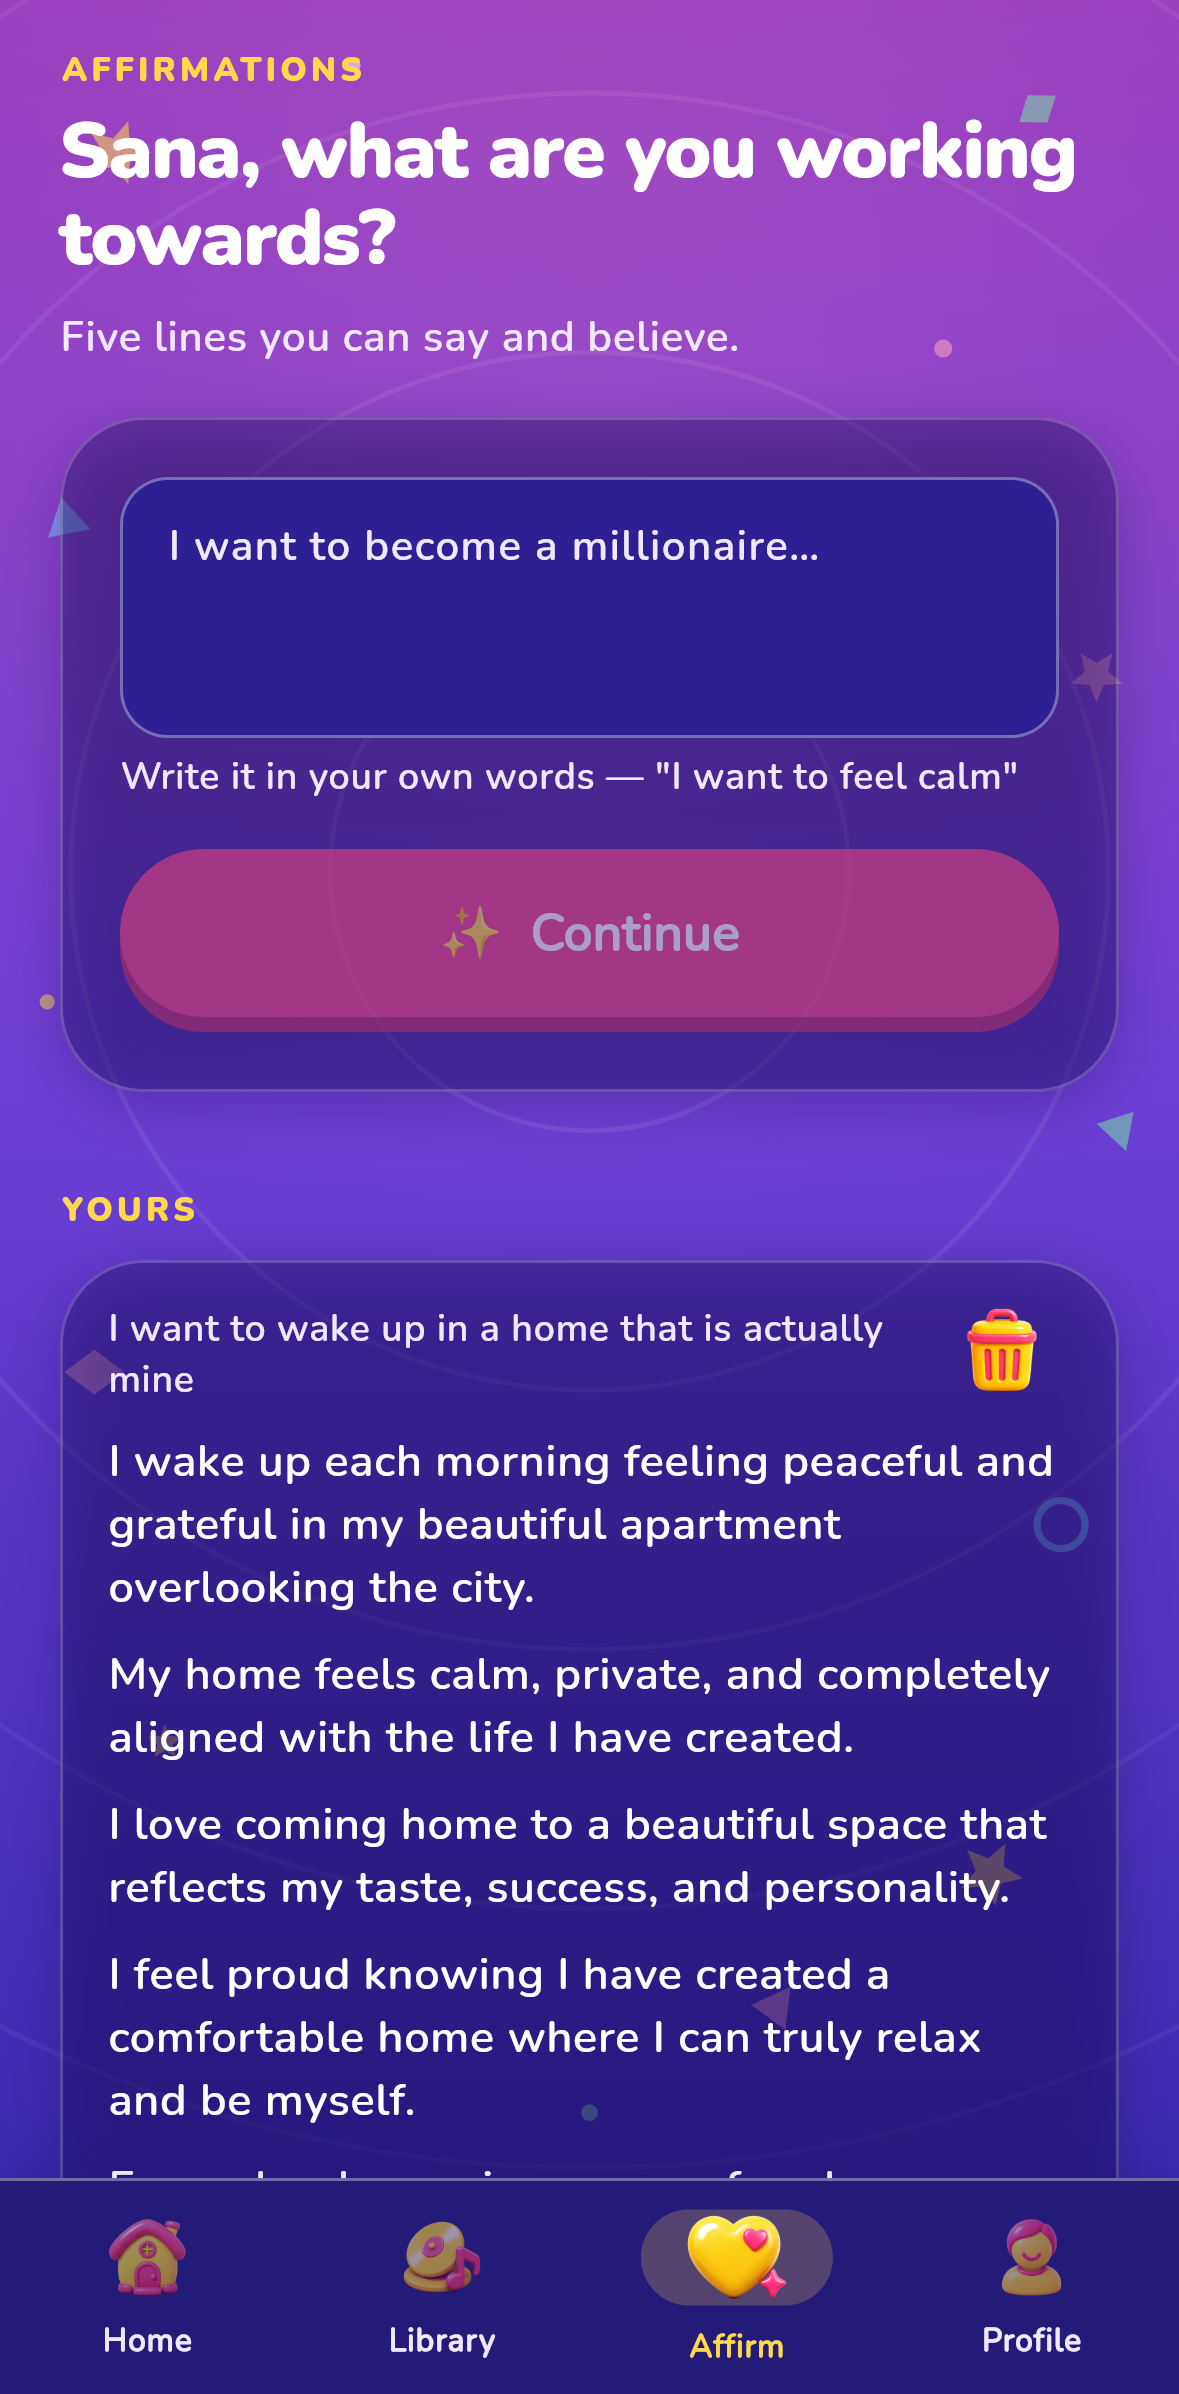 AFFIRMATIONS
Sana, what are you working
towards?
Five lines you can say and believe.
I want to become a millionaire...
Write it in your own words — "I want to feel calm"
Continue
YOURS
I want to wake up in a home that is actually
mine
I wake up each morning feeling peaceful and
grateful in my beautiful apartment
overlooking the city.
My home feels calm, private, and completely
aligned with the life I have created.
I love coming home to a beautiful space that
reflects my taste, success, and personality.
I feel proud knowing I have created a
comfortable home where I can truly relax
and be myself.
Home
Library
Affirm
Profile